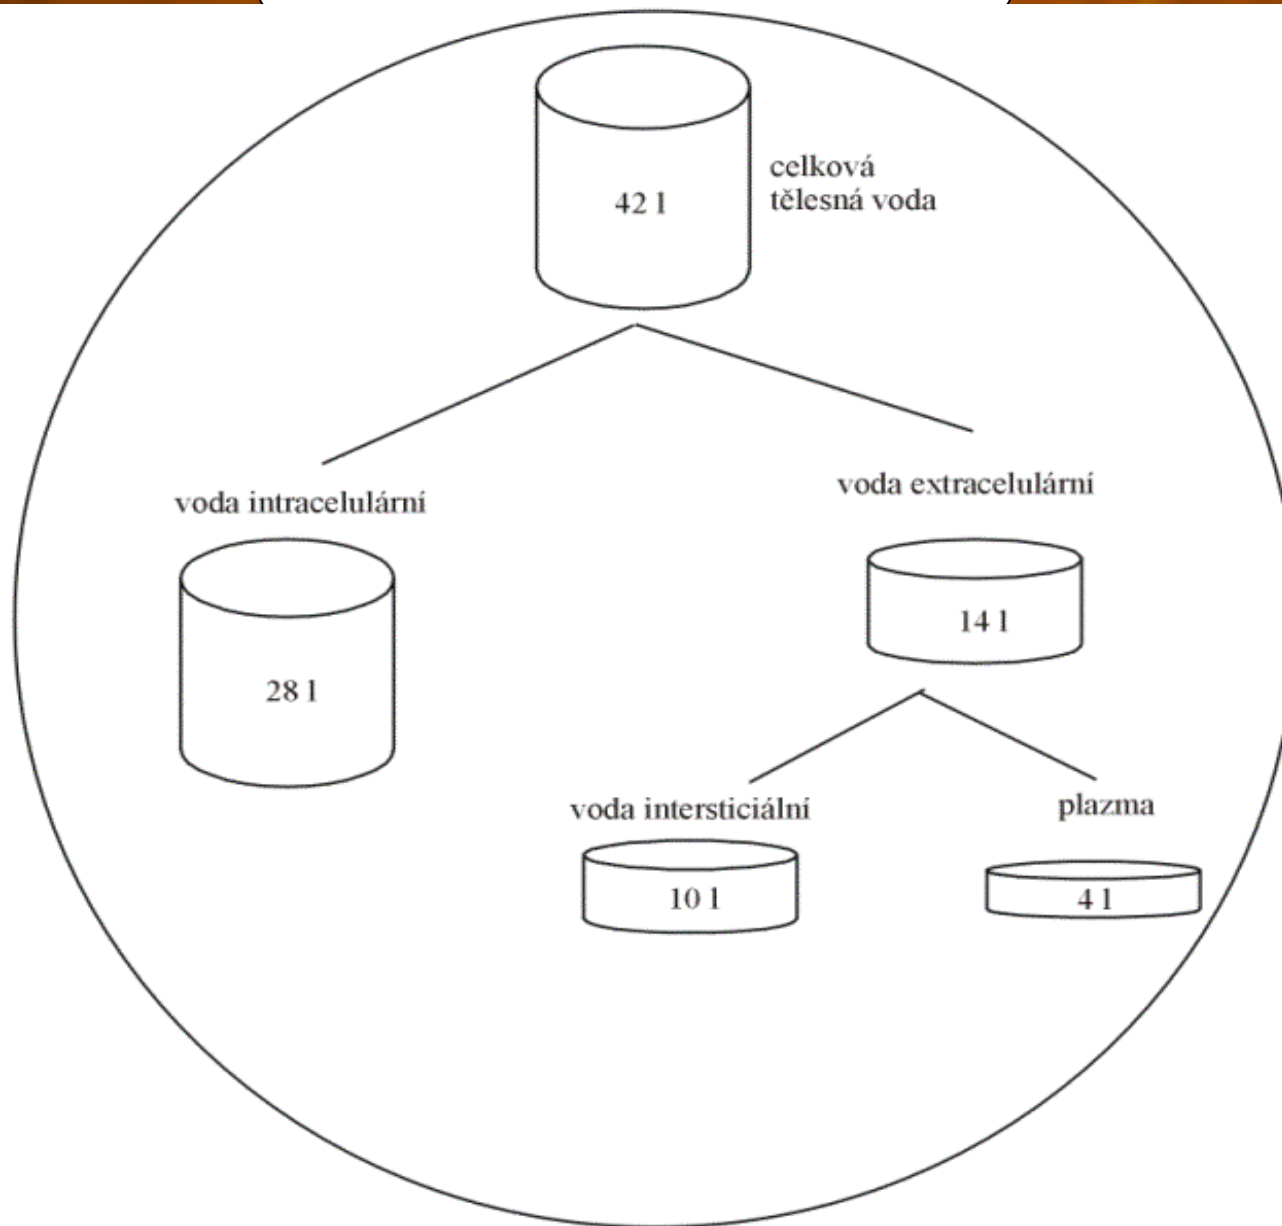 celková
tělesná voda
42 l
voda intracelulární
voda extracelulární
28 l
14 l
voda intersticiální
plazma
10 l
4 l